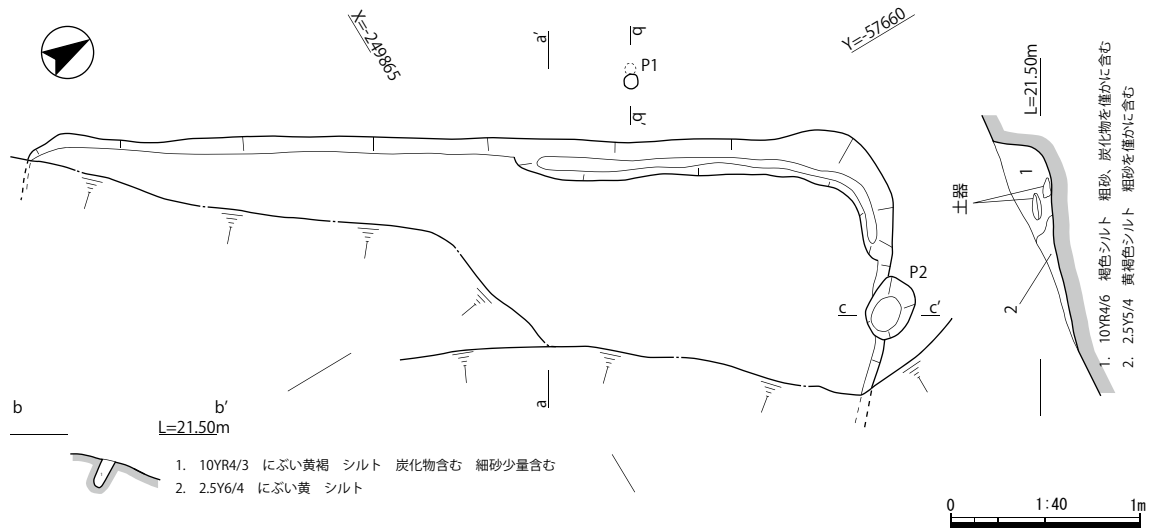 X=-249865
Y=-57660
a'
b
P1
b'
P2
c
c'
a
L=21.50m
土器
1
2
1. 10YR4/6 褐色シルト 粗砂、炭化物を僅かに含む
2. 2.5Y5/4 黄褐色シルト 粗砂を僅かに含む
b b'
L=21.50m
1. 10YR4/3 にぶい黄褐 シルト 炭化物含む 細砂少量含む
2. 2.5Y6/4 にぶい黄 シルト
0 1:40 1m